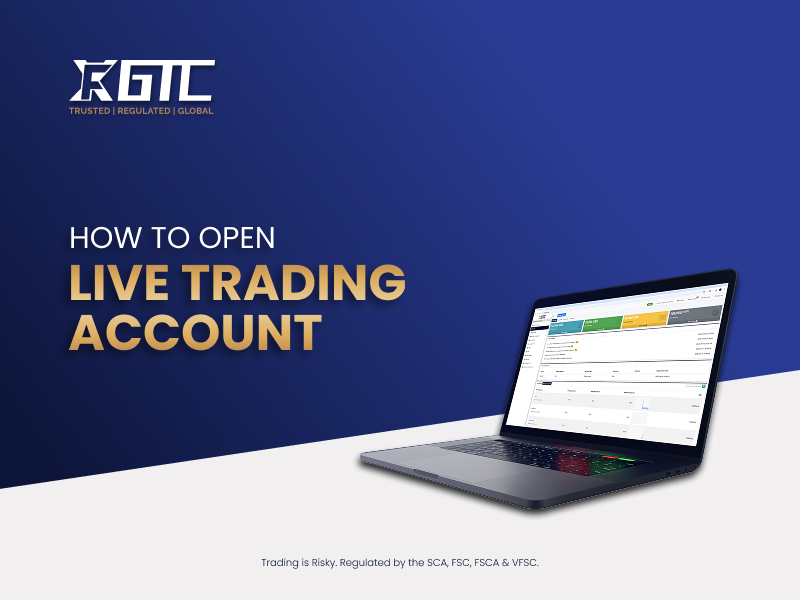 GTC
TRUSTED | REGULATED | GLOBAL
HOW TO OPEN
LIVE TRADING
ACCOUNT
Trading is Risky. Regulated by the SCA, FSC, FSCA & VFSC.